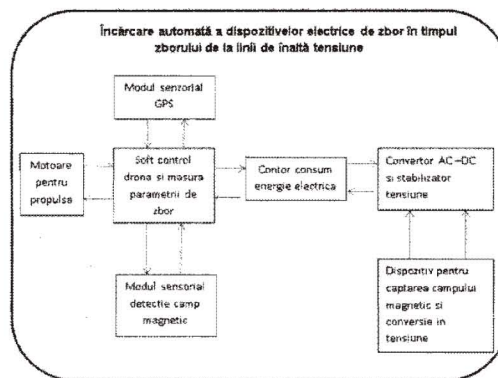 Încărcare automată a dispozitivelor electrice de zbor în timpul
zborului de la linii de înaltă tensiune
Modul senzorial
GPS
Motoare
pentru
propulsie
Soft control
drona si masura
parametrii de
zbor
Contor consum
energie electrica
Convertor AC-DC
si stabilizator
tensiune
Modul sensorial
detectie camp
magnetic
Dispozitiv pentru
captarea campului
magnetic si
conversie in
tensiune